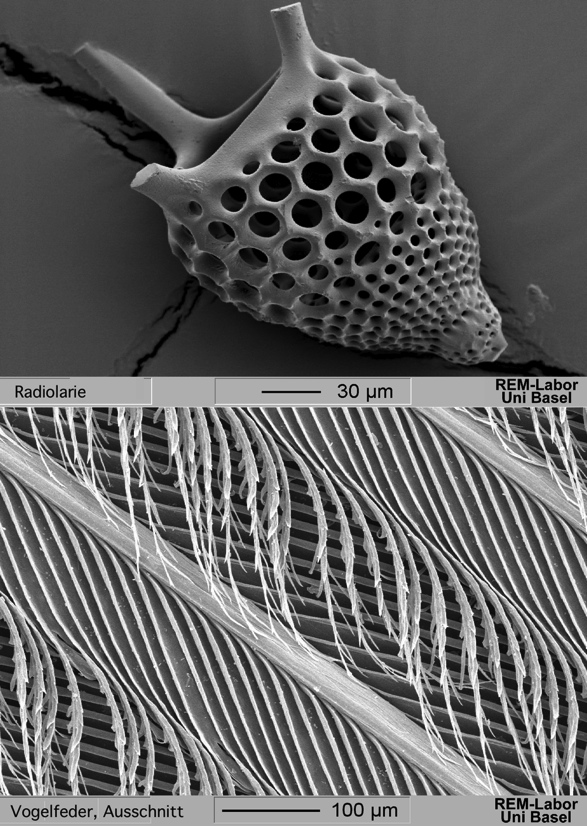 Radiolarie
30 µm
REM-Labor
Uni Basel
Vogelfeder, Ausschnitt
100 µm
REM-Labor
Uni Basel